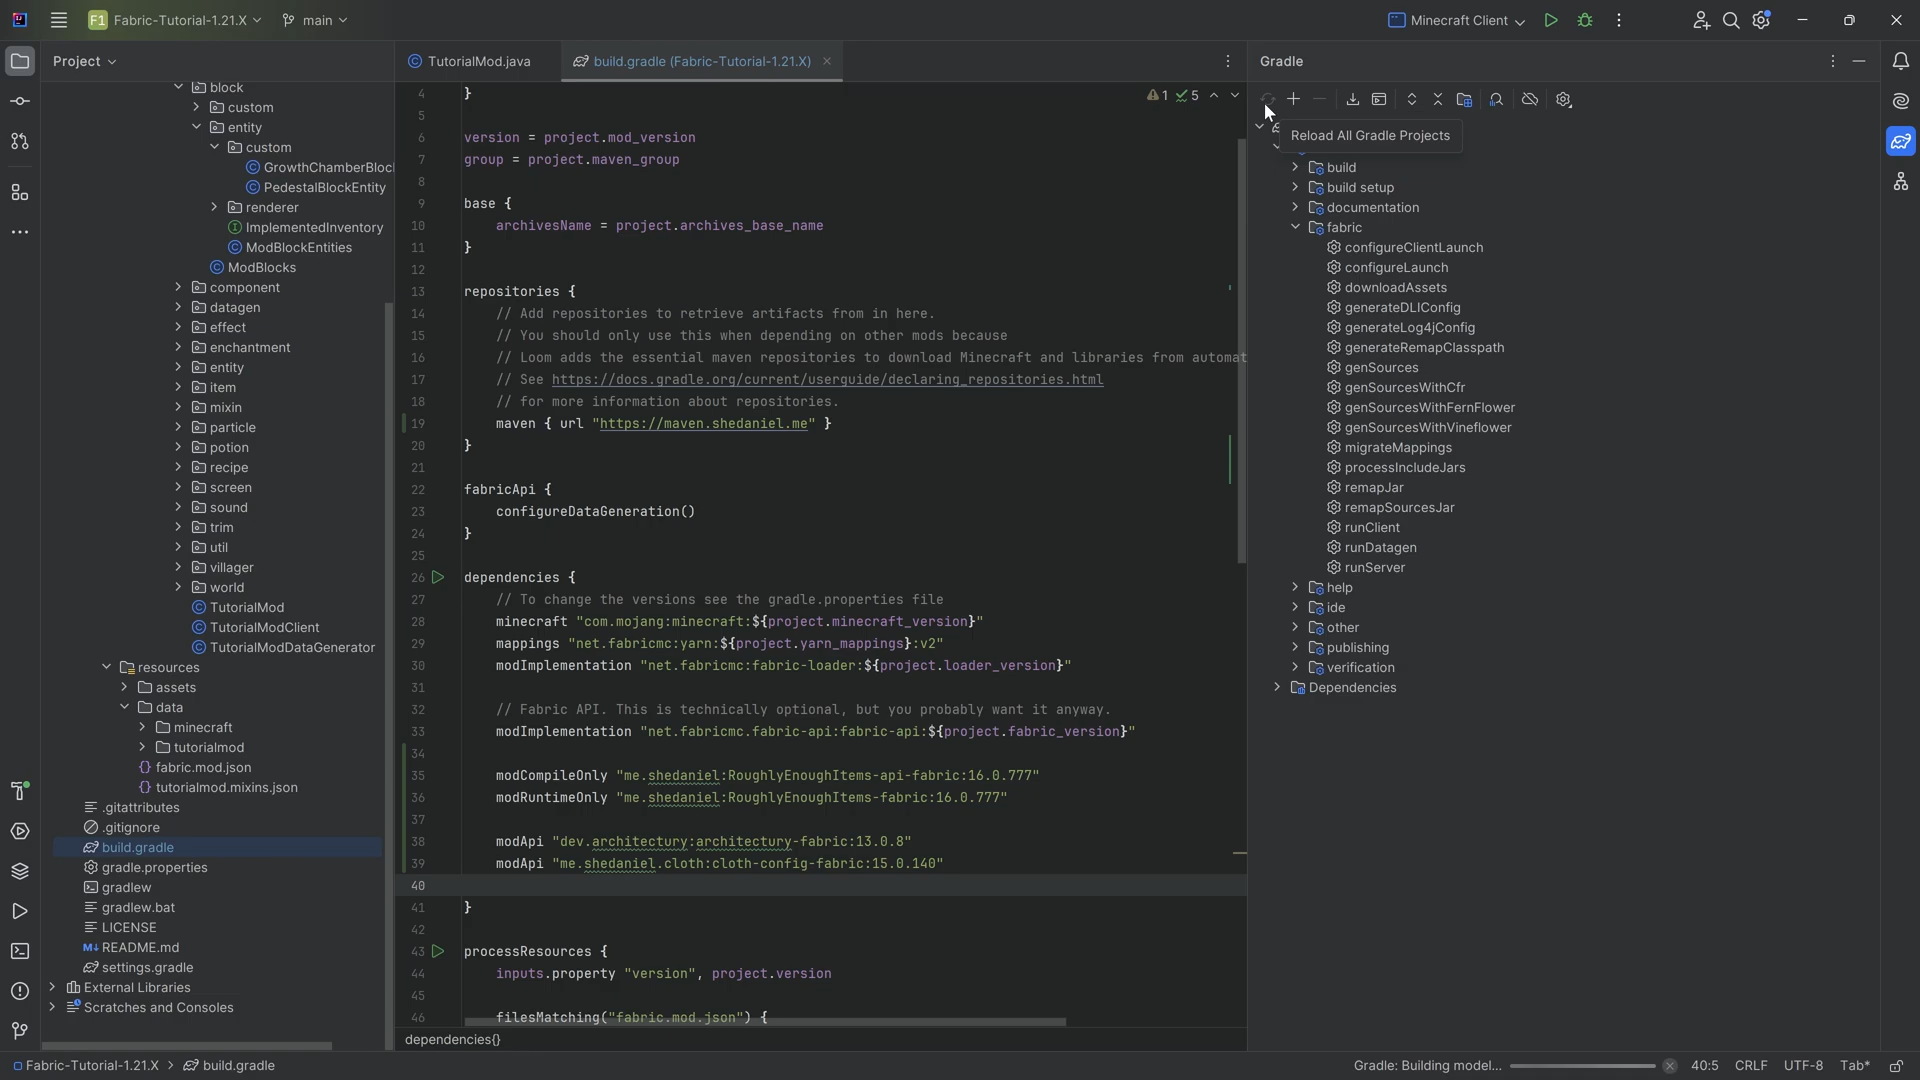 F1 Fabric-Tutorial-1.21.X
main
Minecraft Client
Project
block
custom
entity
custom
GrowthChamberBloc
PedestalBlockEntity
renderer
ImplementedInventory
ModBlockEntities
ModBlocks
component
datagen
effect
enchantment
entity
item
mixin
particle
potion
recipe
screen
sound
trim
util
villager
world
TutorialMod
TutorialModClient
TutorialModDataGenerator
resources
assets
data
minecraft
tutorialmod
fabric.mod.json
tutorialmod.mixins.json
.gitattributes
.gitignore
build.gradle
gradle.properties
gradlew
gradlew.bat
LICENSE
M↓ README.md
settings.gradle
External Libraries
Scratches and Consoles
TutorialMod.java
build.gradle (Fabric-Tutorial-1.21.X)
1 5
4 }
5
6 version = project.mod_version
7 group = project.maven_group
8
9 base {
10 archivesName = project.archives_base_name
11 }
12
13 repositories {
14 // Add repositories to retrieve artifacts from in here.
15 // You should only use this when depending on other mods because
16 // Loom adds the essential maven repositories to download Minecraft and libraries from automat
17 // See https://docs.gradle.org/current/userguide/declaring_repositories.html
18 // for more information about repositories.
19 maven { url "https://maven.shedaniel.me" }
20 }
21
22 fabricApi {
23 configureDataGeneration()
24 }
25
26 dependencies {
27 // To change the versions see the gradle.properties file
28 minecraft "com.mojang:minecraft:${project.minecraft_version}"
29 mappings "net.fabricmc:yarn:${project.yarn_mappings}:v2"
30 modImplementation "net.fabricmc:fabric-loader:${project.loader_version}"
31
32 // Fabric API. This is technically optional, but you probably want it anyway.
33 modImplementation "net.fabricmc.fabric-api:fabric-api:${project.fabric_version}"
34
35 modCompileOnly "me.shedaniel:RoughlyEnoughItems-api-fabric:16.0.777"
36 modRuntimeOnly "me.shedaniel:RoughlyEnoughItems-fabric:16.0.777"
37
38 modApi "dev.architectury:architectury-fabric:13.0.8"
39 modApi "me.shedaniel.cloth:cloth-config-fabric:15.0.140"
40
41 }
42
43 processResources {
44 inputs.property "version", project.version
45
46 filesMatching("fabric.mod.json") {
dependencies{}
Gradle
Reload All Gradle Projects
build
build setup
documentation
fabric
configureClientLaunch
configureLaunch
downloadAssets
generateDLIConfig
generateLog4jConfig
generateRemapClasspath
genSources
genSourcesWithCfr
genSourcesWithFernFlower
genSourcesWithVineflower
migrateMappings
processIncludeJars
remapJar
remapSourcesJar
runClient
runDatagen
runServer
help
ide
other
publishing
verification
Dependencies
Fabric-Tutorial-1.21.X > build.gradle
Gradle: Building model...
40:5 CRLF UTF-8 Tab*